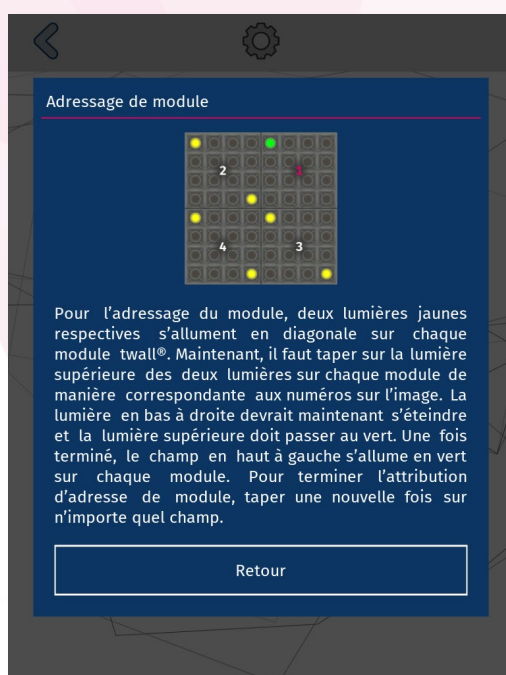 Adressage de module
2 1
4 3
Pour l’adressage du module, deux lumières jaunes
respectives s’allument en diagonale sur chaque
module twall®. Maintenant, il faut taper sur la lumière
supérieure des deux lumières sur chaque module de
manière correspondante aux numéros sur l’image. La
lumière en bas à droite devrait maintenant s’éteindre
et la lumière supérieure doit passer au vert. Une fois
terminé, le champ en haut à gauche s’allume en vert
sur chaque module. Pour terminer l’attribution
d’adresse de module, taper une nouvelle fois sur
n’importe quel champ.
Retour